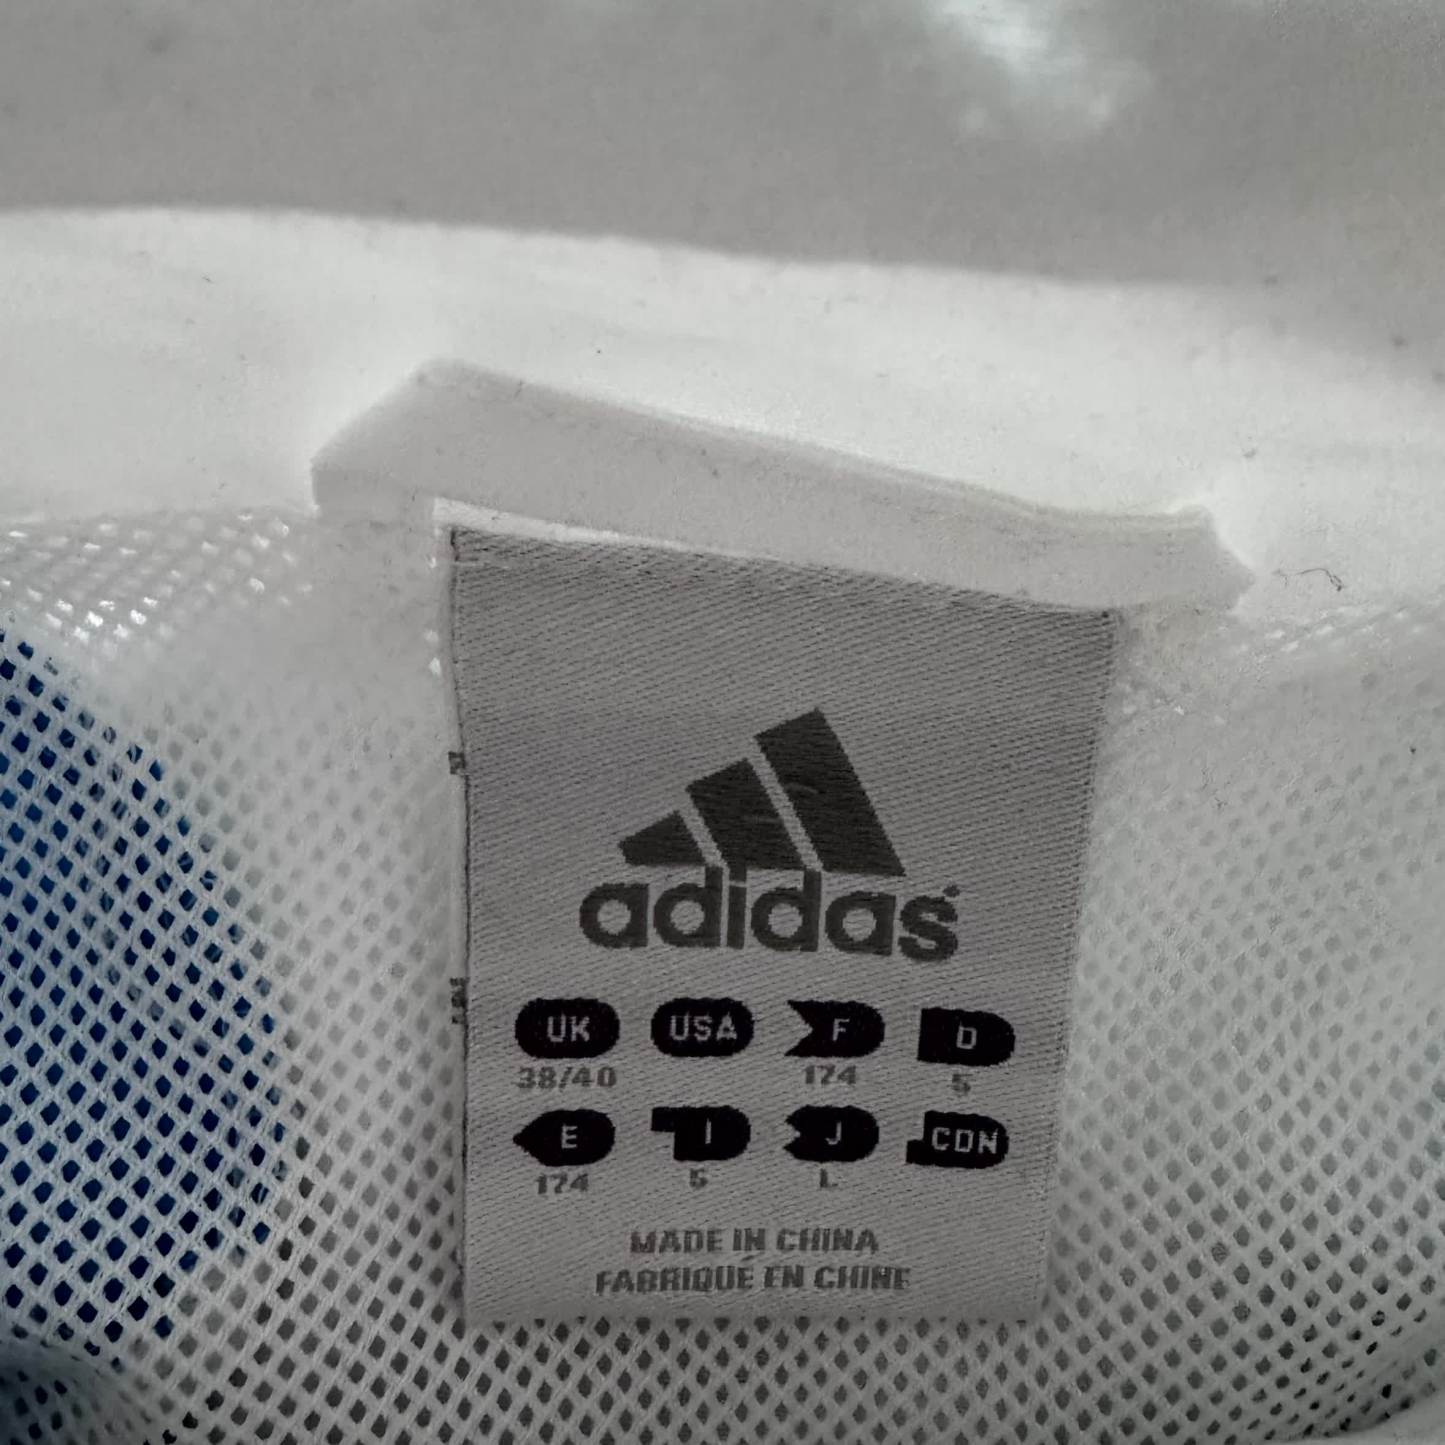 adidas
UK USA F D
38/40 174 5
E I J CDN
174 5 L
MADE IN CHINA
FABRIQUÉ EN CHINE